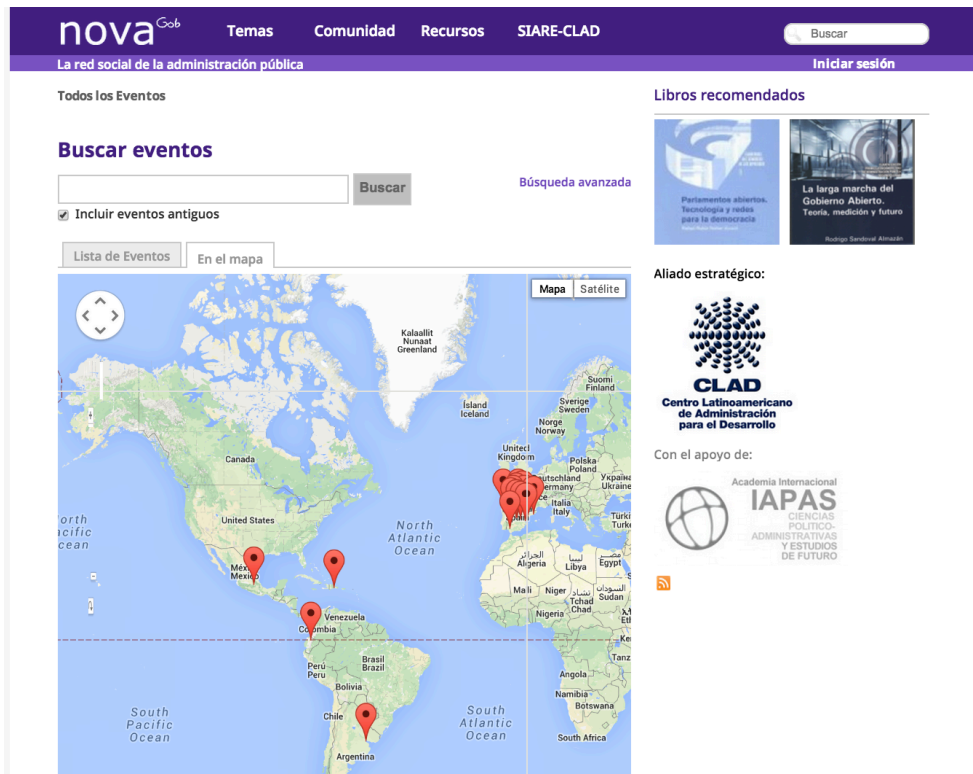 nova Gob
Temas Comunidad Recursos SIARE-CLAD
Buscar
La red social de la administración pública
Iniciar sesión
Todos los Eventos
Buscar eventos
Buscar
Búsqueda avanzada
Incluir eventos antiguos
Lista de Eventos
En el mapa
Mapa Satélite
Kalaallit
Nunaat
Greenland
Suomi
Finland
Ísland
Iceland
Sverige
Sweden
Norge
Norway
United
Kingdom
Polska
Poland
Germany
Україна
Ukraine
Canada
Italia
Italy
United States
North
Atlantic
Ocean
الجزائر
Algeria
ليبيا
Libya
Egypt
Mexico
Mali
Niger
تشاد
Tchad
Chad
السودان
Sudan
Nigeria
Venezuela
Colombia
Perú
Peru
Brasil
Brazil
Bolivia
Angola
Namibia
Botswana
Chile
South
Pacific
Ocean
South
Atlantic
Ocean
South Africa
Argentina
Libros recomendados
Parlamentos abiertos.
Tecnología y redes
para la democracia
La larga marcha del
Gobierno Abierto.
Teoría, medición y futuro
Rodrigo Sandoval Almazán
Aliado estratégico:
CLAD
Centro Latinoamericano
de Administración
para el Desarrollo
Con el apoyo de:
Academia Internacional
IAPAS
CIENCIAS
POLITICO-
ADMINISTRATIVAS
Y ESTUDIOS
DE FUTURO